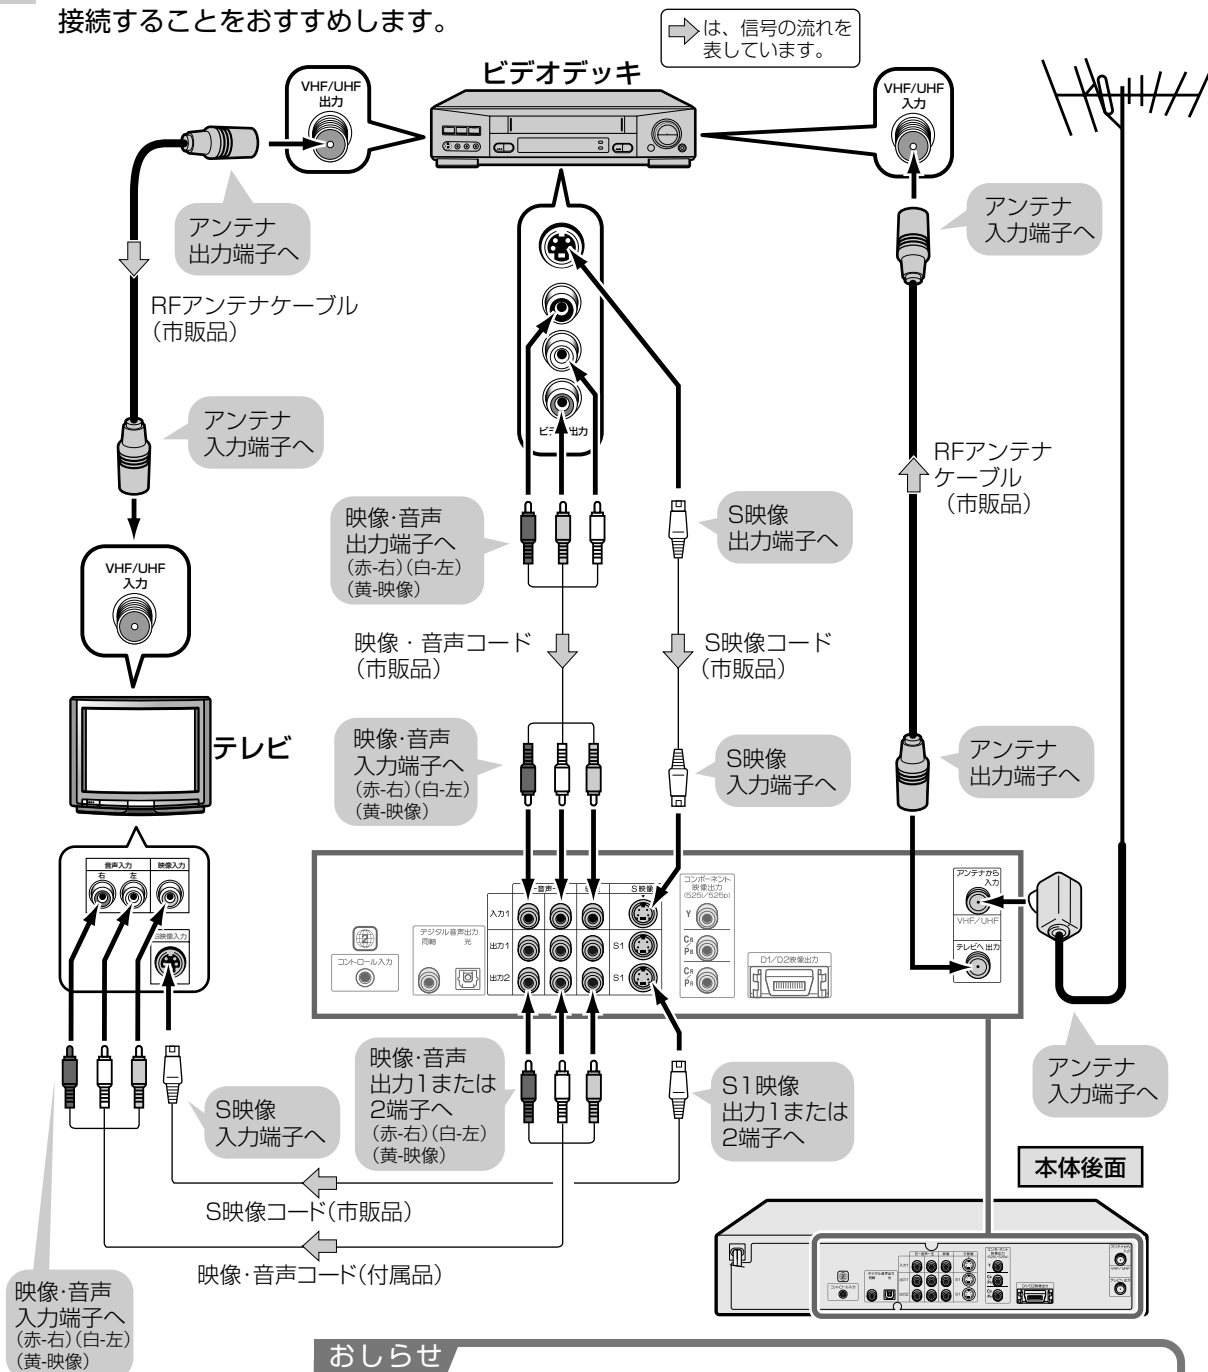 接続することをおすすめします。
は、信号の流れを
表しています。
ビデオデッキ
VHF/UHF
出力
VHF/UHF
入力
アンテナ
出力端子へ
アンテナ
入力端子へ
RFアンテナケーブル
(市販品)
アンテナ
入力端子へ
RFアンテナ
ケーブル
(市販品)
映像・音声
出力端子へ
(赤-右)(白-左)
(黄-映像)
S映像
出力端子へ
VHF/UHF
入力
映像・音声コード
(市販品)
S映像コード
(市販品)
テレビ
映像・音声
入力端子へ
(赤-右)(白-左)
(黄-映像)
S映像
入力端子へ
アンテナ
出力端子へ
音声入力
映像入力
右 左
S映像入力
音声
S映像
入力1
出力1
出力2
S1
S1
コントロール入力
デジタル音声出力
同軸 光
コンポーネント
映像出力
(525i/525p)
Y
CB
PB
CR
PR
D1/D2映像出力
アンテナから
入力
VHF/UHF
テレビへ出力
S映像
入力端子へ
映像・音声
出力1または
2端子へ
(赤-右)(白-左)
(黄-映像)
S1映像
出力1または
2端子へ
アンテナ
入力端子へ
S映像コード(市販品)
映像・音声コード(付属品)
本体後面
映像・音声
入力端子へ
(赤-右)(白-左)
(黄-映像)
おしらせ